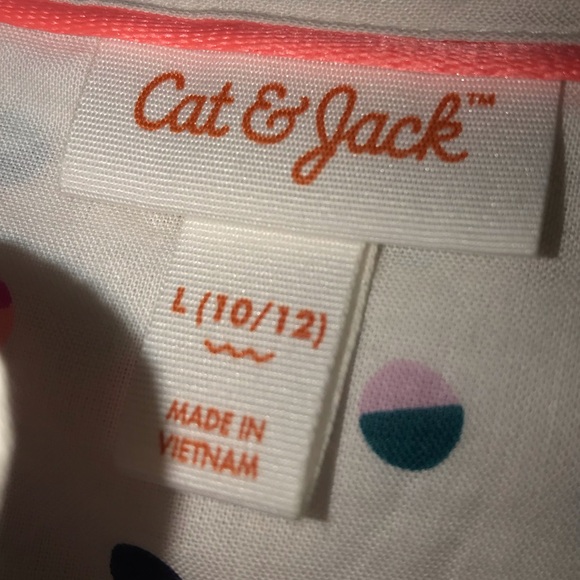 Cat & Jack™
L (10/12)
MADE IN
VIETNAM